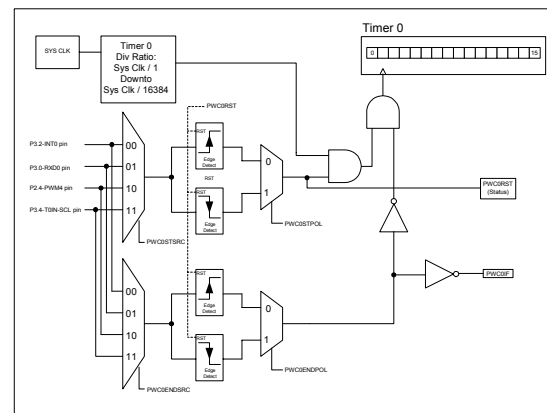 Timer 0
SYS CLK
Timer 0
Div Ratio:
Sys Clk / 1
Downto
Sys Clk / 16384
0
15
PWC0RST
P3.2-INT0 pin
P3.0-RXD0 pin
P2.4-PWM4 pin
P3.4-T0IN-SCL pin
00
01
10
11
RST
Edge
Detect
RST
RST
Edge
Detect
0
1
PWC0RST
(Status)
PWC0STSRC
PWC0STPOL
00
01
10
11
RST
Edge
Detect
RST
Edge
Detect
0
1
PWC0IF
PWC0ENDSRC
PWC0ENDPOL